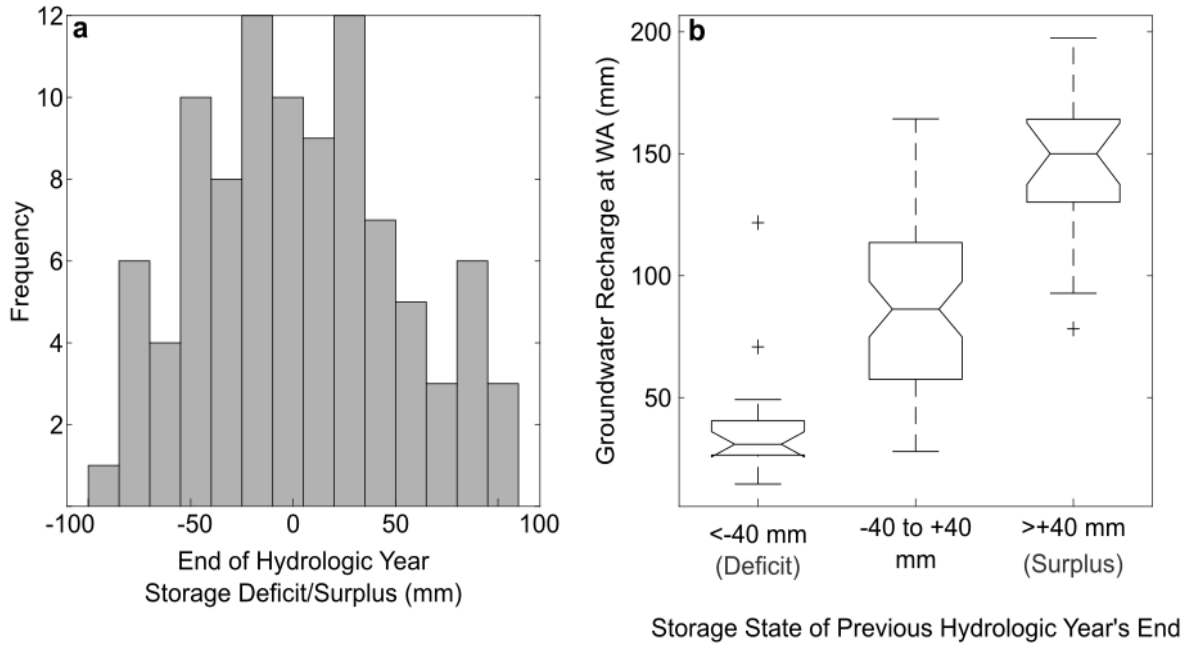 a
12
10
8
6
4
2
Frequency
-100
-50
0
50
100
End of Hydrologic Year
Storage Deficit/Surplus (mm)
b
200
150
100
50
Groundwater Recharge at WA (mm)
<-40 mm
(Deficit)
-40 to +40
mm
>+40 mm
(Surplus)
Storage State of Previous Hydrologic Year's End